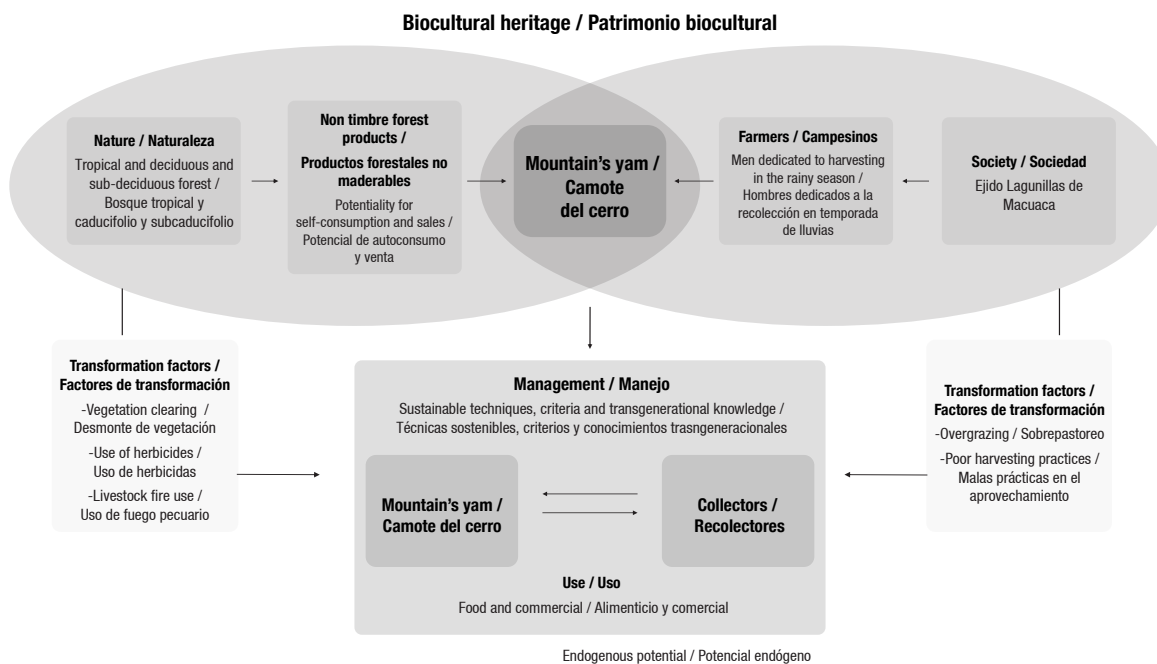 Biocultural heritage / Patrimonio biocultural
Nature / Naturaleza
Tropical and deciduous and
sub-deciduous forest /
Bosque tropical y
caducifolio y subcaducifolio
Non timbre forest
products /
Productos forestales no
maderables
Potentiality for
self-consumption and sales /
Potencial de autoconsumo
y venta
Mountain's yam /
Camote
del cerro
Farmers / Campesinos
Men dedicated to harvesting
in the rainy season /
Hombres dedicados a la
recolección en temporada
de lluvias
Society / Sociedad
Ejido Lagunillas de
Macuaca
Transformation factors /
Factores de transformación
-Vegetation clearing /
Desmonte de vegetación
-Use of herbicides /
Uso de herbicidas
-Livestock fire use /
Uso de fuego pecuario
Management / Manejo
Sustainable techniques, criteria and transgenerational knowledge /
Técnicas sostenibles, criterios y conocimientos trasgeneracionales
Mountain's yam /
Camote del cerro
Collectors /
Recolectores
Use / Uso
Food and commercial / Alimenticio y comercial
Transformation factors /
Factores de transformación
-Overgrazing / Sobrepastoreo
-Poor harvesting practices /
Malas prácticas en el
aprovechamiento
Endogenous potential / Potencial endógeno